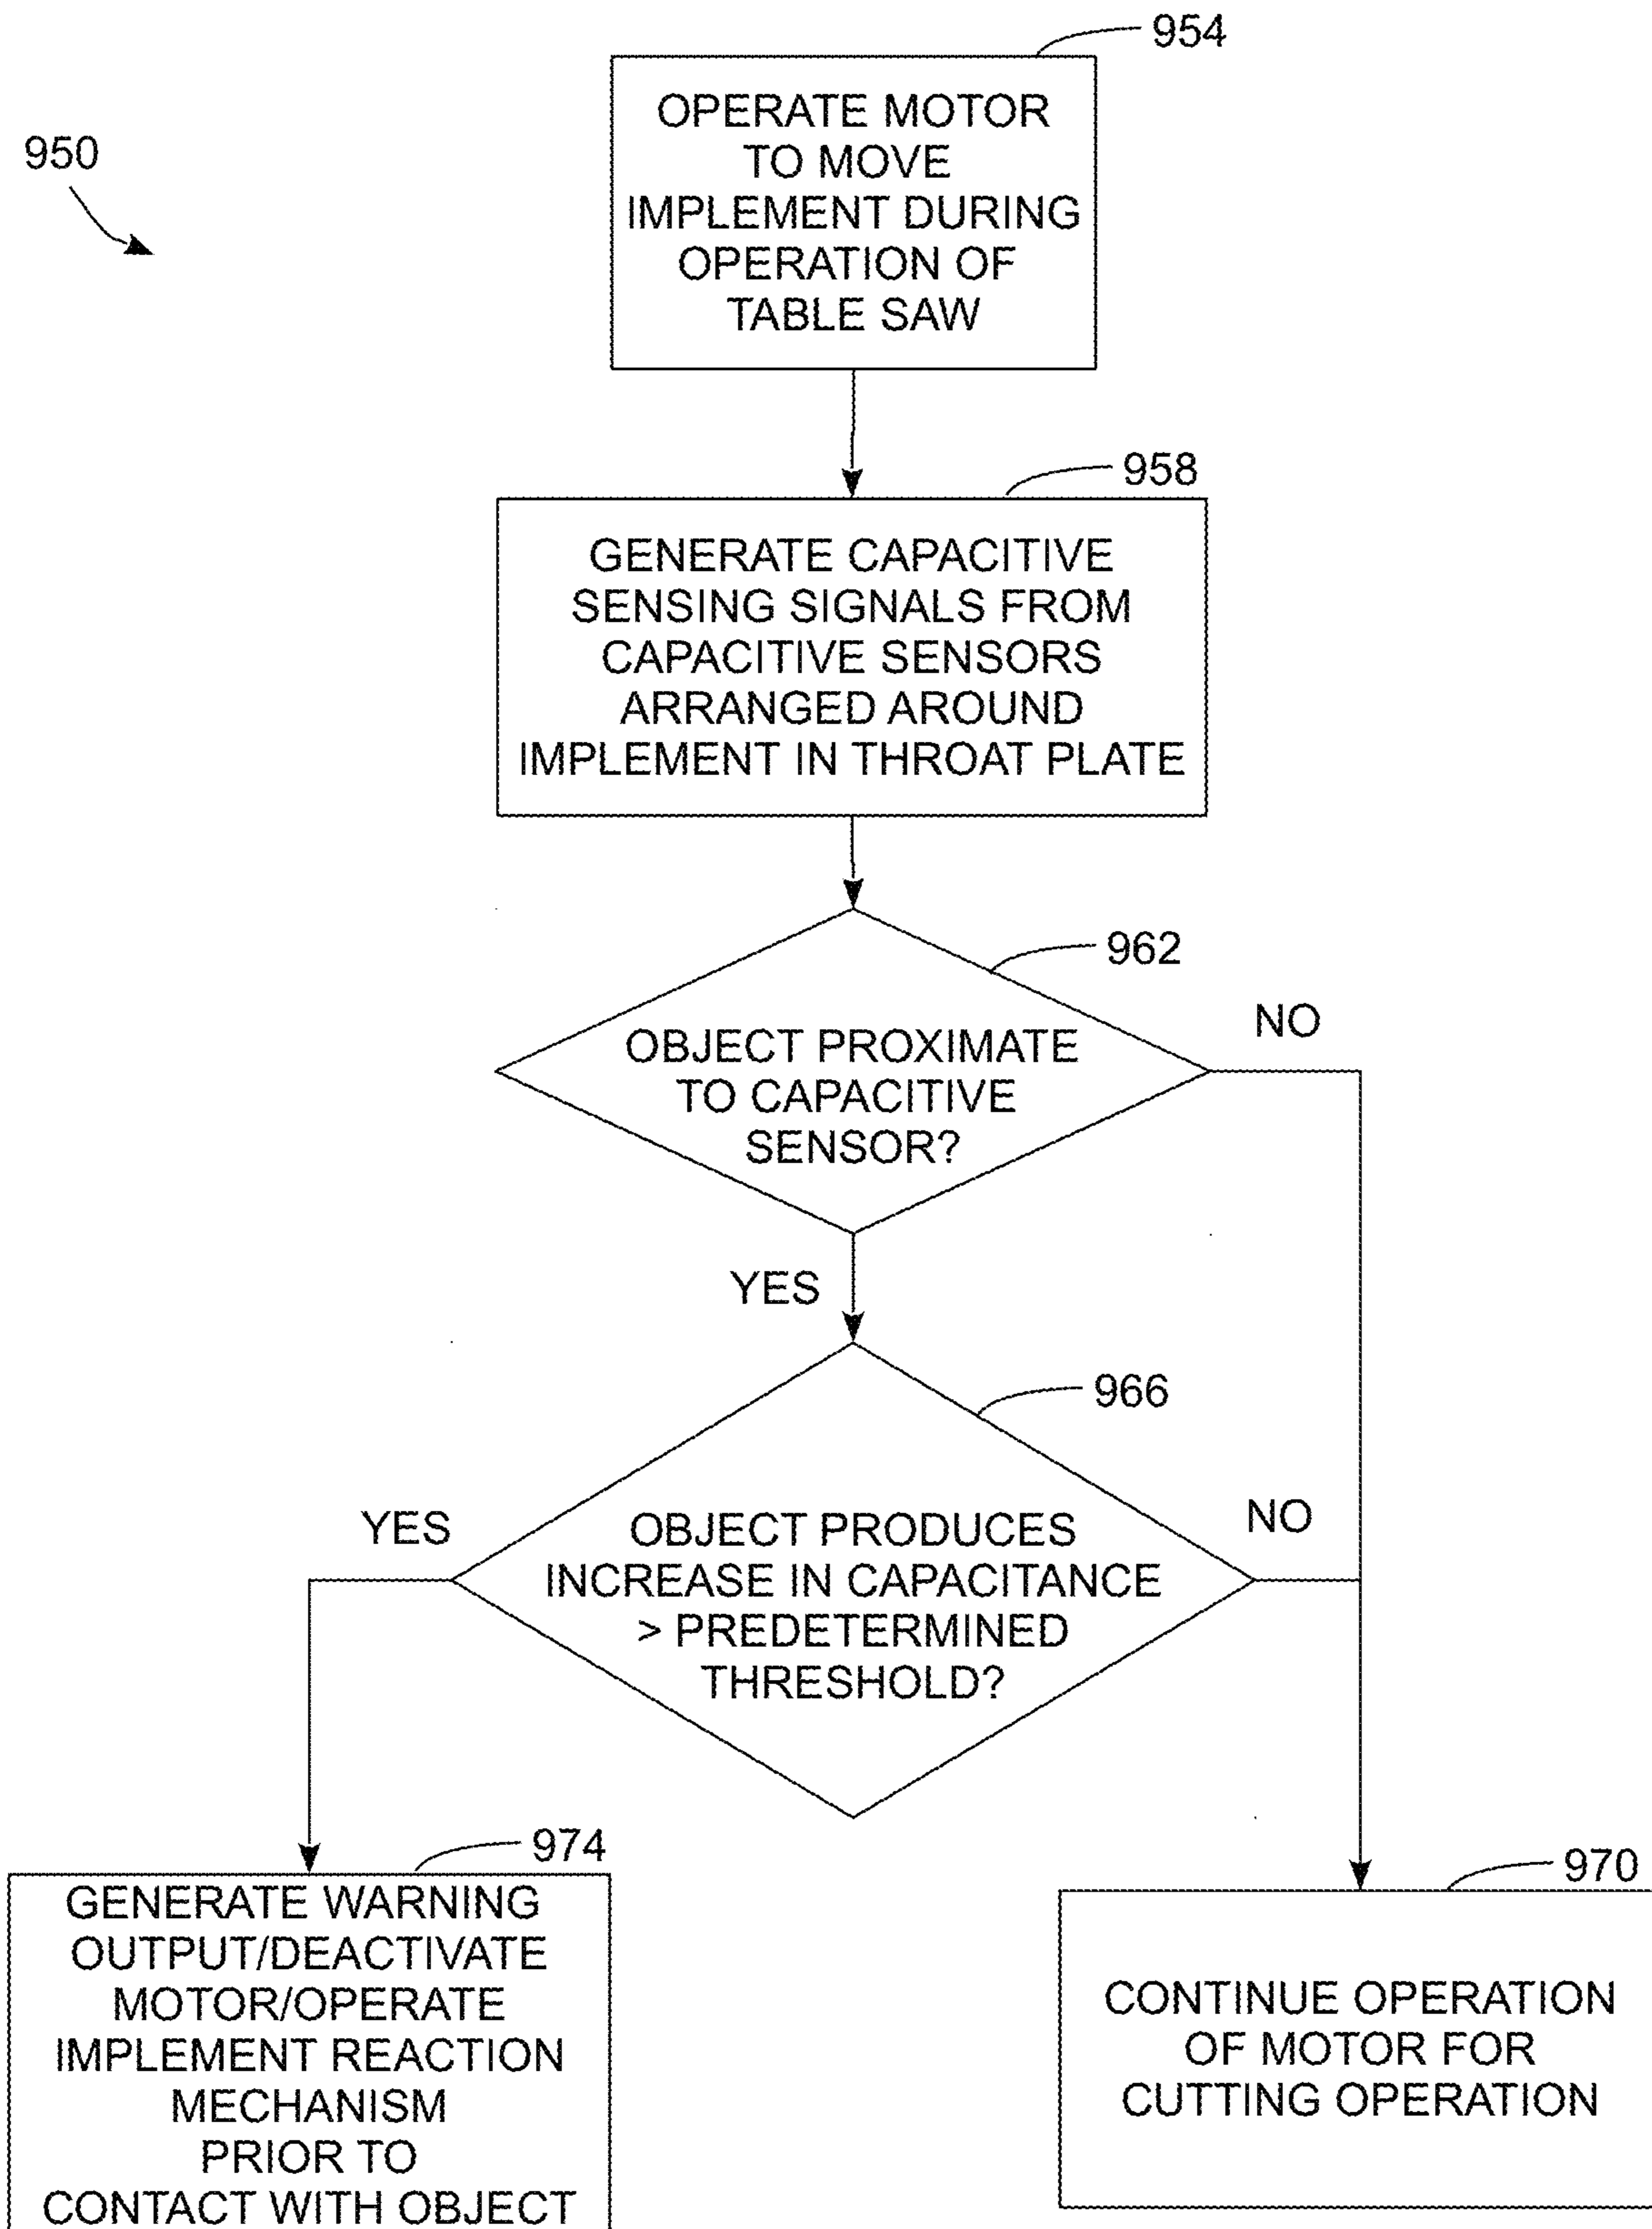 954
950
OPERATE MOTOR
TO MOVE
IMPLEMENT DURING
OPERATION OF
TABLE SAW
958
GENERATE CAPACITIVE
SENSING SIGNALS FROM
CAPACITIVE SENSORS
ARRANGED AROUND
IMPLEMENT IN THROAT PLATE
962
NO
OBJECT PROXIMATE
TO CAPACITIVE
SENSOR?
YES
966
YES
NO
OBJECT PRODUCES
INCREASE IN CAPACITANCE
> PREDETERMINED
THRESHOLD?
974
GENERATE WARNING
OUTPUT/DEACTIVATE
MOTOR/OPERATE
IMPLEMENT REACTION
MECHANISM
PRIOR TO
CONTACT WITH OBJECT
970
CONTINUE OPERATION
OF MOTOR FOR
CUTTING OPERATION